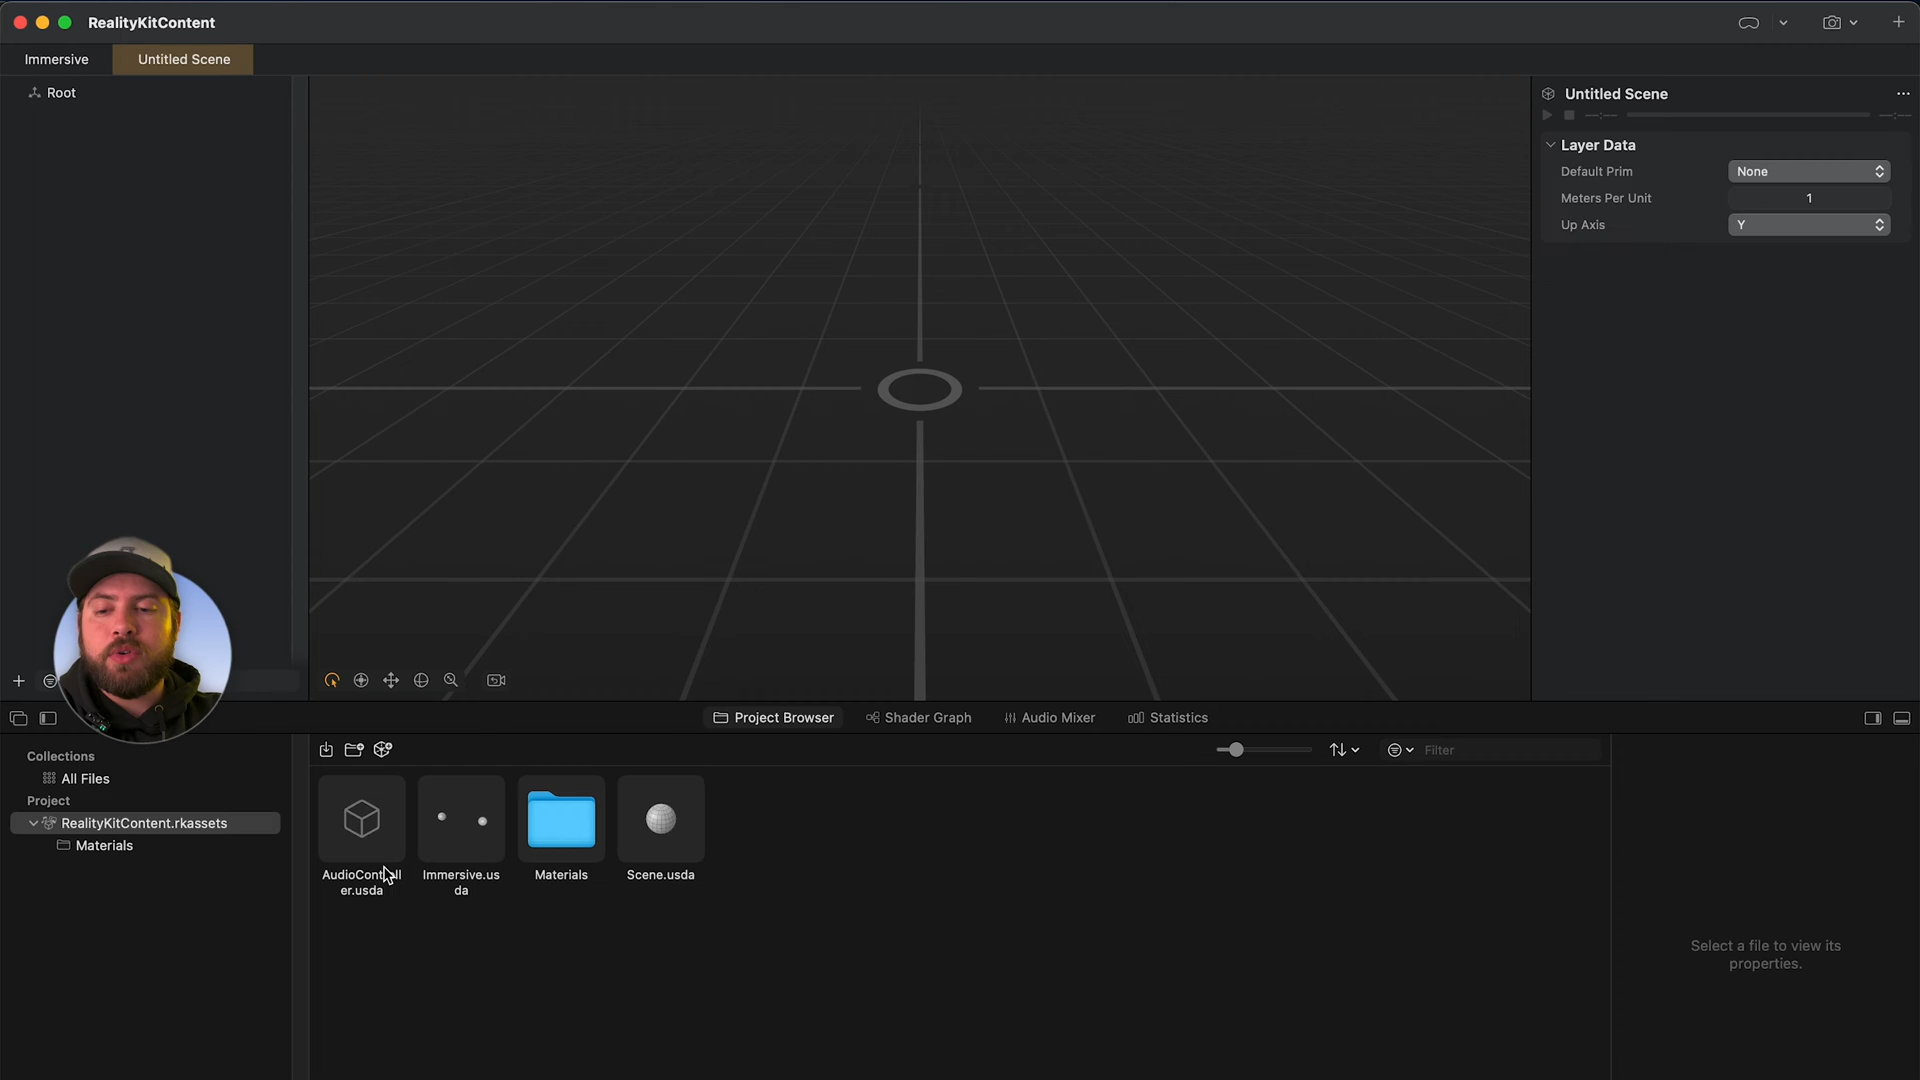 RealityKitContent
Immersive
Untitled Scene
Root
Untitled Scene
Layer Data
Default Prim
None
Meters Per Unit
1
Up Axis
Y
Project Browser
Shader Graph
Audio Mixer
Statistics
Collections
All Files
Project
RealityKitContent.rkassets
Materials
Filter
er.usda
Immersive.us
da
Materials
Scene.usda
Select a file to view its
properties.